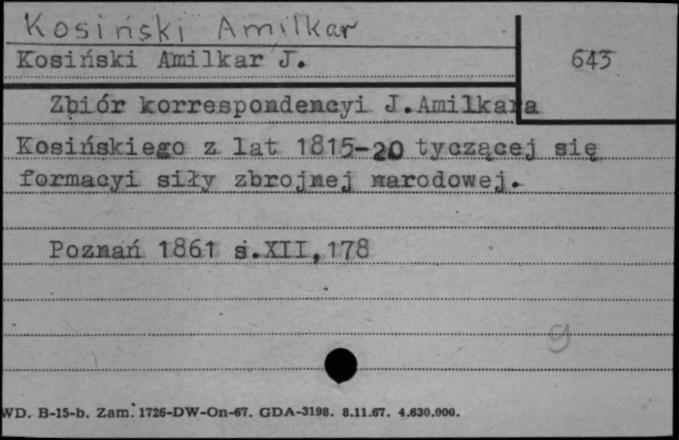 Kosiński Amilkar
Kosiński Amilkar J.
643
Zbiór korrespondencyi J.Amilkara
Kosińskiego z lat 1815-20 tyczącej się
formacyi siły zbrojnej narodowej.
Poznań 1861 s.XII,178
g
WD. B-15-b. Zam. 1726-DW-On-67. GDA-3198. 8.11.67. 4.630.000.